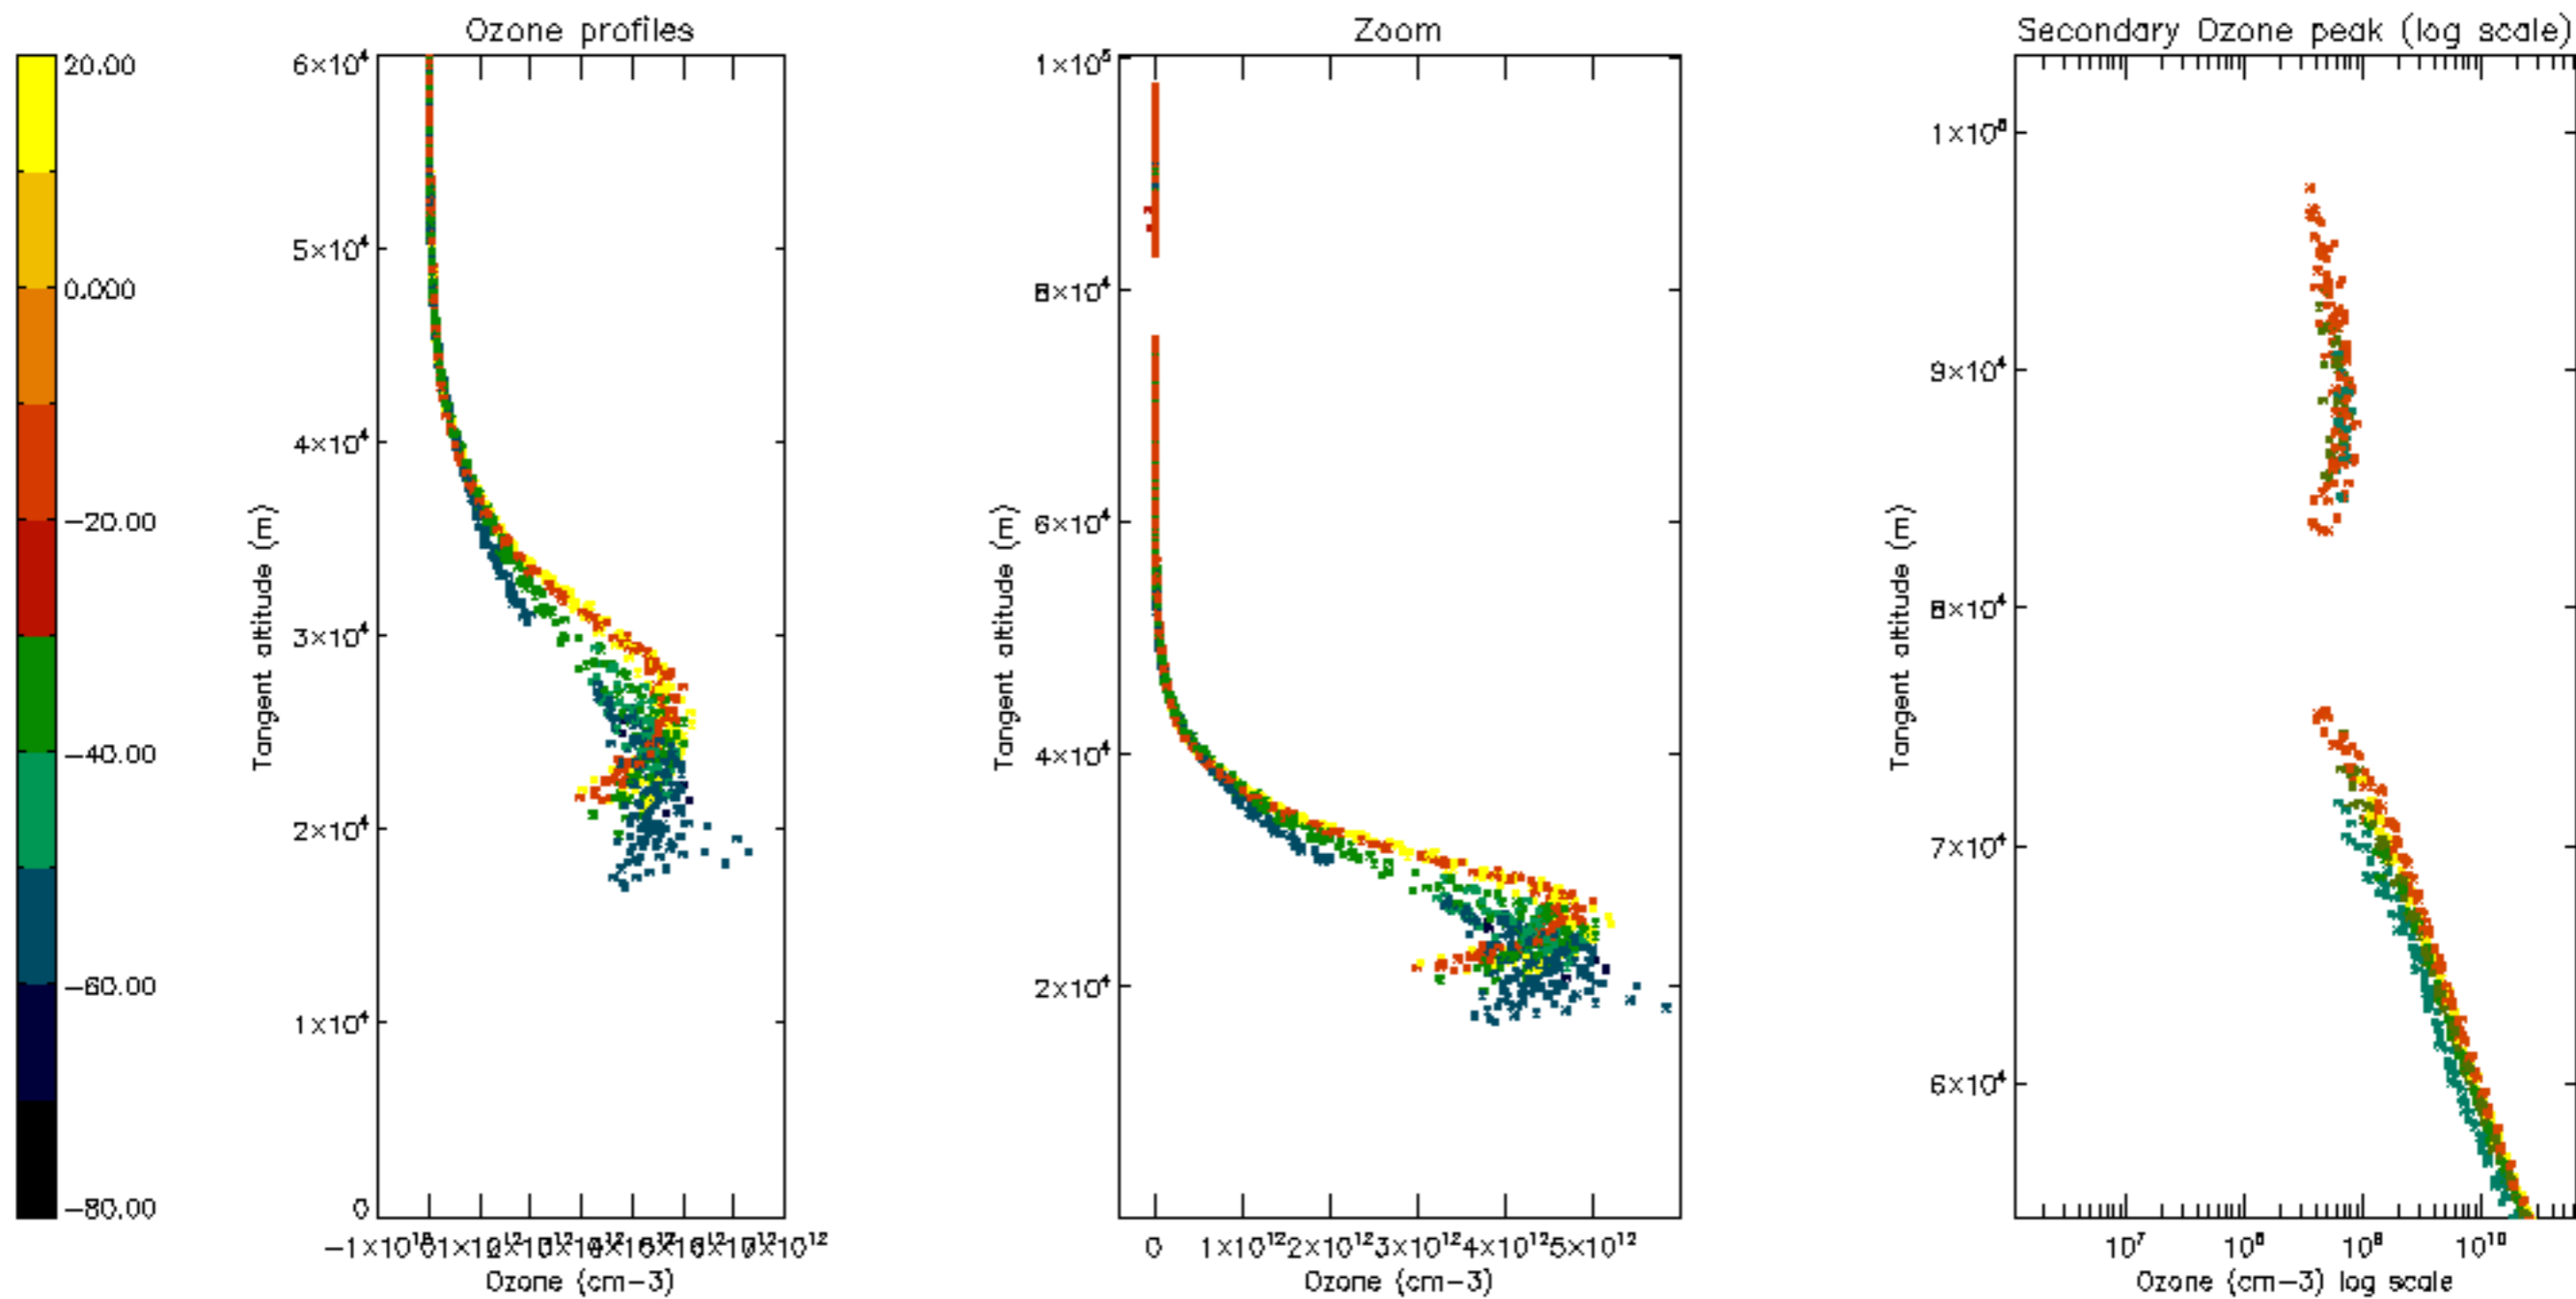 Ozone profiles
Zoom
Secondary Ozone peak (log scale)
20.00
0.000
−20.00
−40.00
−60.00
−80.00
6×10⁴
5×10⁴
4×10⁴
3×10⁴
2×10⁴
1×10⁴
0
Tangent altitude (m)
Ozone (cm−3)
1×10⁵
8×10⁴
6×10⁴
4×10⁴
2×10⁴
Tangent altitude (m)
0 1×10¹² 2×10¹² 3×10¹² 4×10¹² 5×10¹²
Ozone (cm−3)
9×10⁴
8×10⁴
7×10⁴
6×10⁴
Tangent altitude (m)
10⁷ 10⁸ 10⁹ 10¹⁰
Ozone (cm−3) log scale